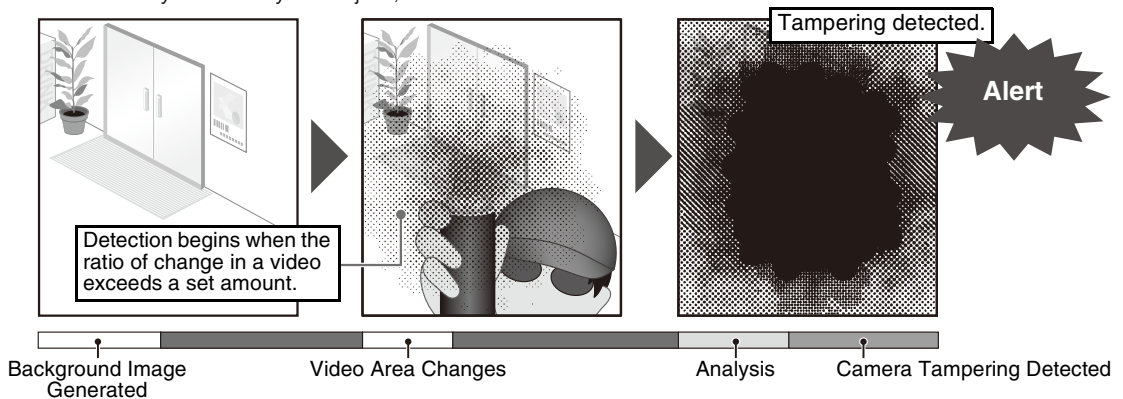 Tampering detected.
Alert
Detection begins when the
ratio of change in a video
exceeds a set amount.
Background Image
Generated
Video Area Changes
Analysis
Camera Tampering Detected